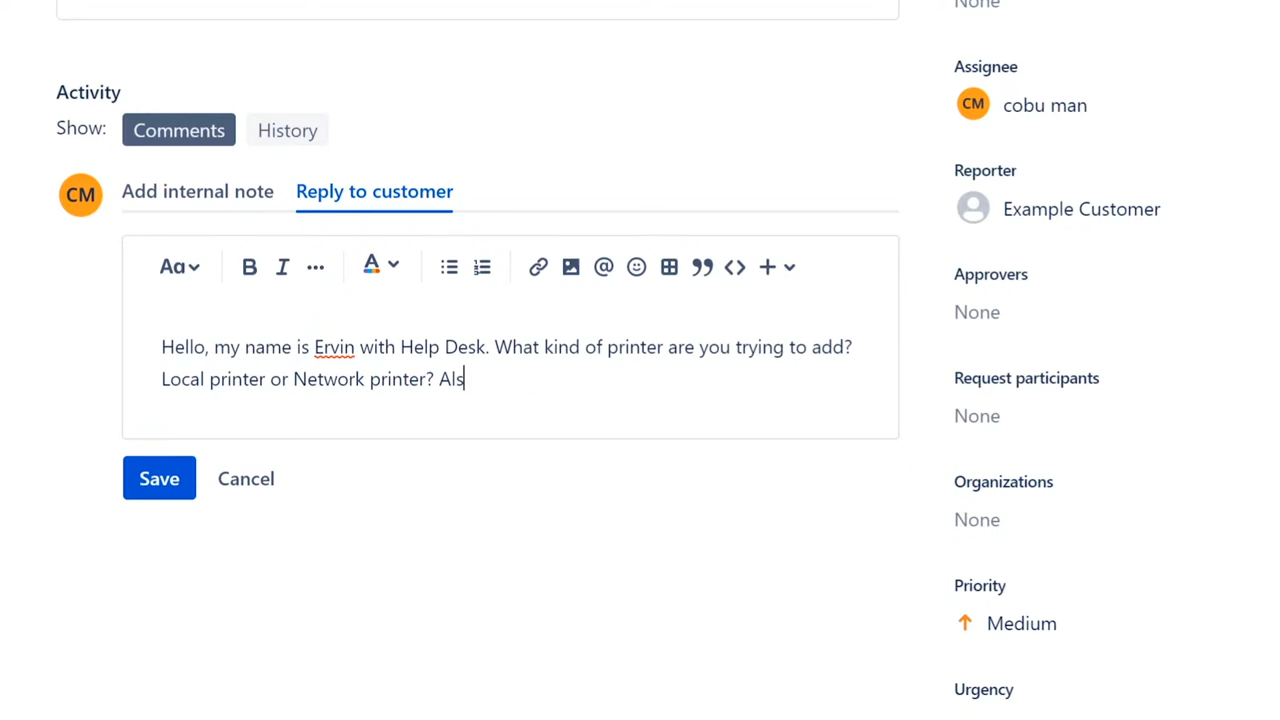 None
Activity
Show: Comments History
CM Add internal note Reply to customer
Aa B I ... A
Hello, my name is Ervin with Help Desk. What kind of printer are you trying to add?
Local printer or Network printer? Als
Save Cancel
Assignee
CM cobu man
Reporter
Example Customer
Approvers
None
Request participants
None
Organizations
None
Priority
Medium
Urgency